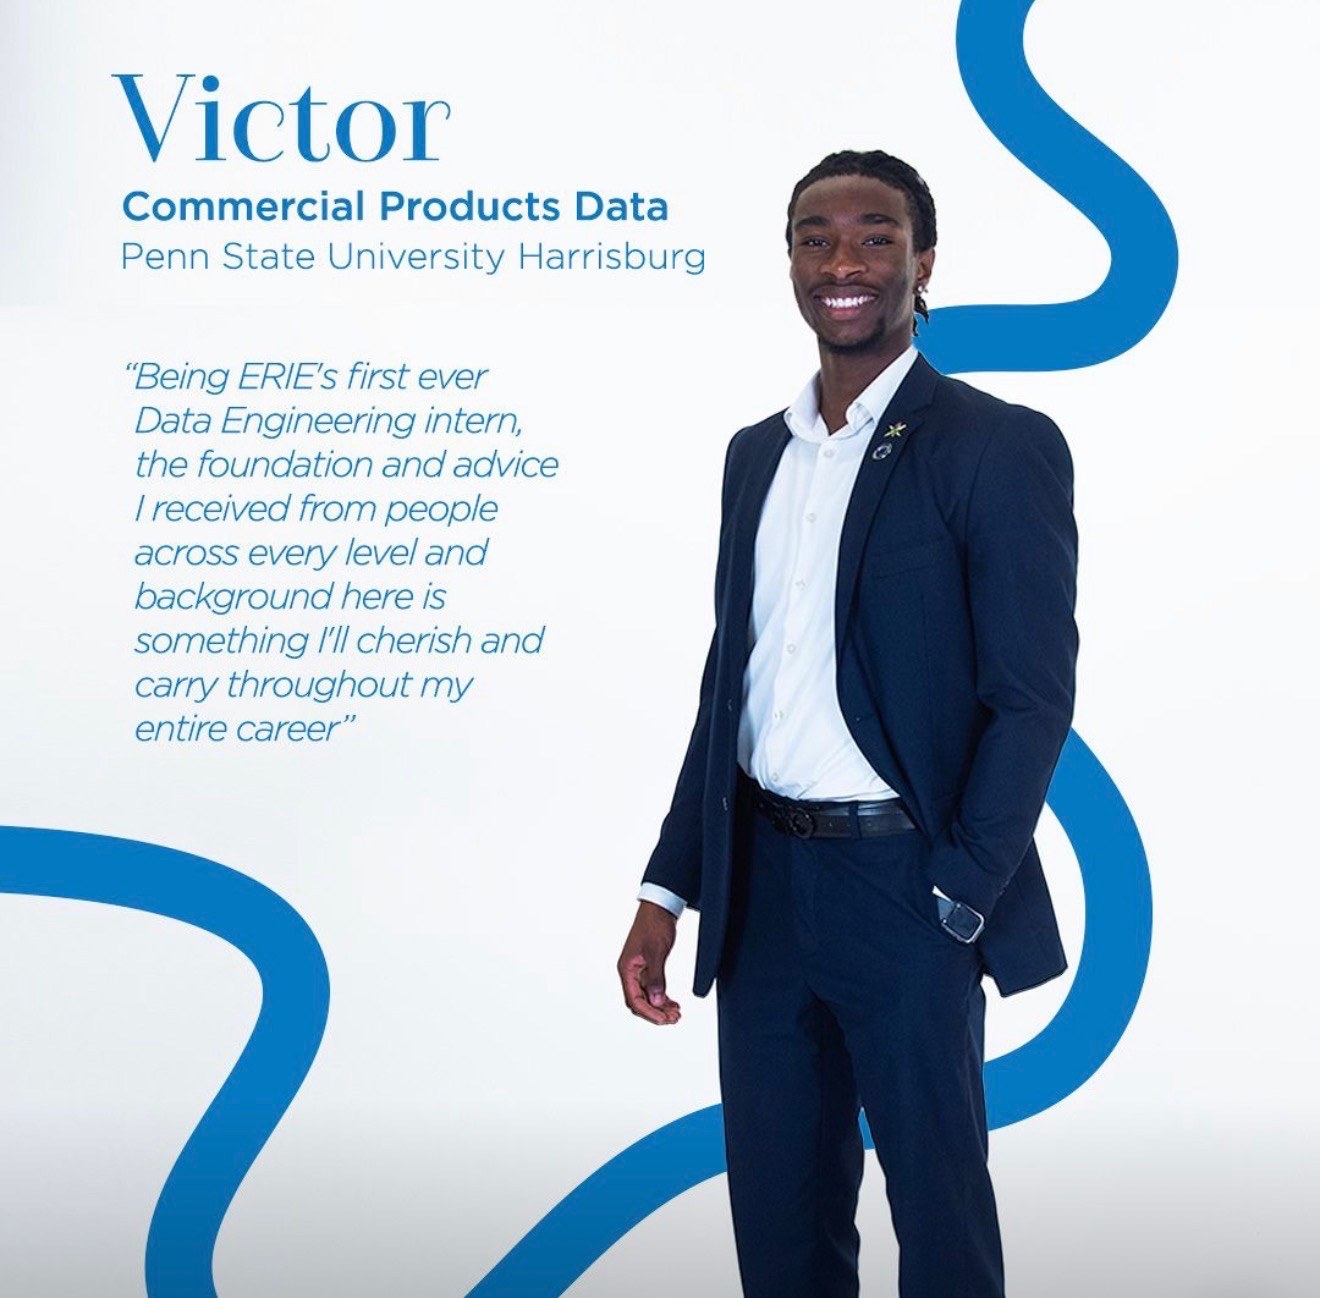 Victor
Commercial Products Data
Penn State University Harrisburg
“Being ERIE's first ever
Data Engineering intern,
the foundation and advice
I received from people
across every level and
background here is
something I'll cherish and
carry throughout my
entire career”